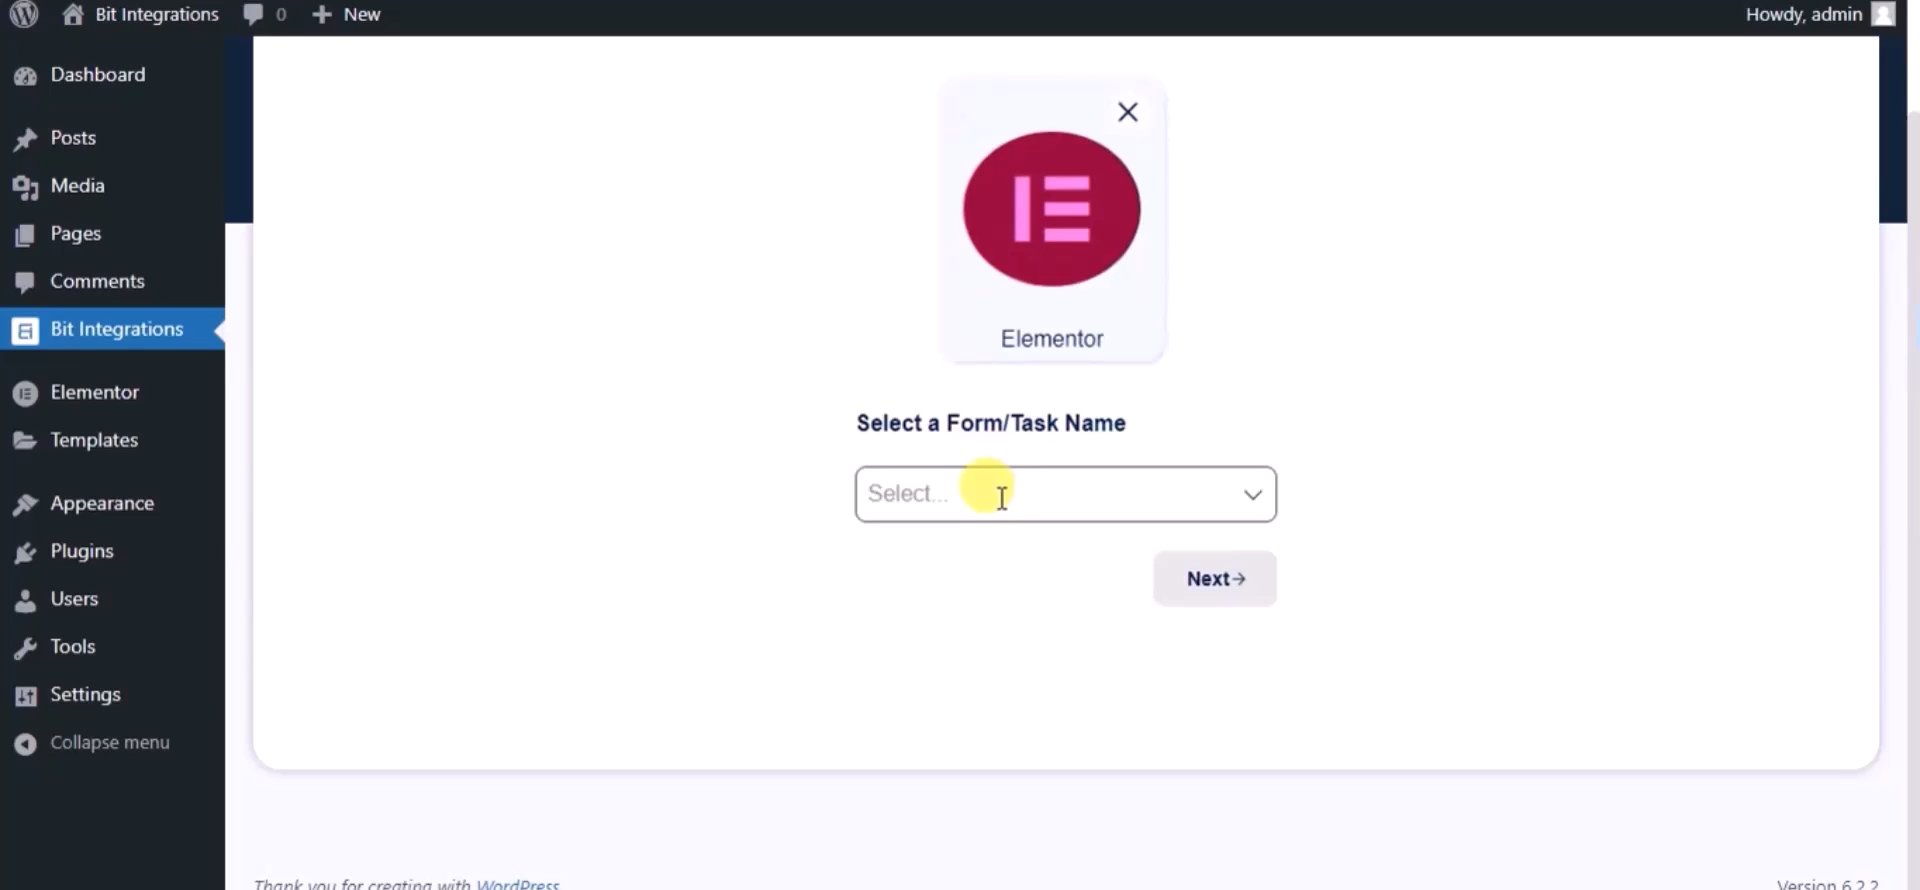 Bit Integrations 0 New Howdy, admin
Dashboard
Posts
Media
Pages
Comments
Bit Integrations
Elementor
Templates
Appearance
Plugins
Users
Tools
Settings
Collapse menu
Elementor
Select a Form/Task Name
Select...
Next→
Thank you for creating with WordPress
Version 6.2.2